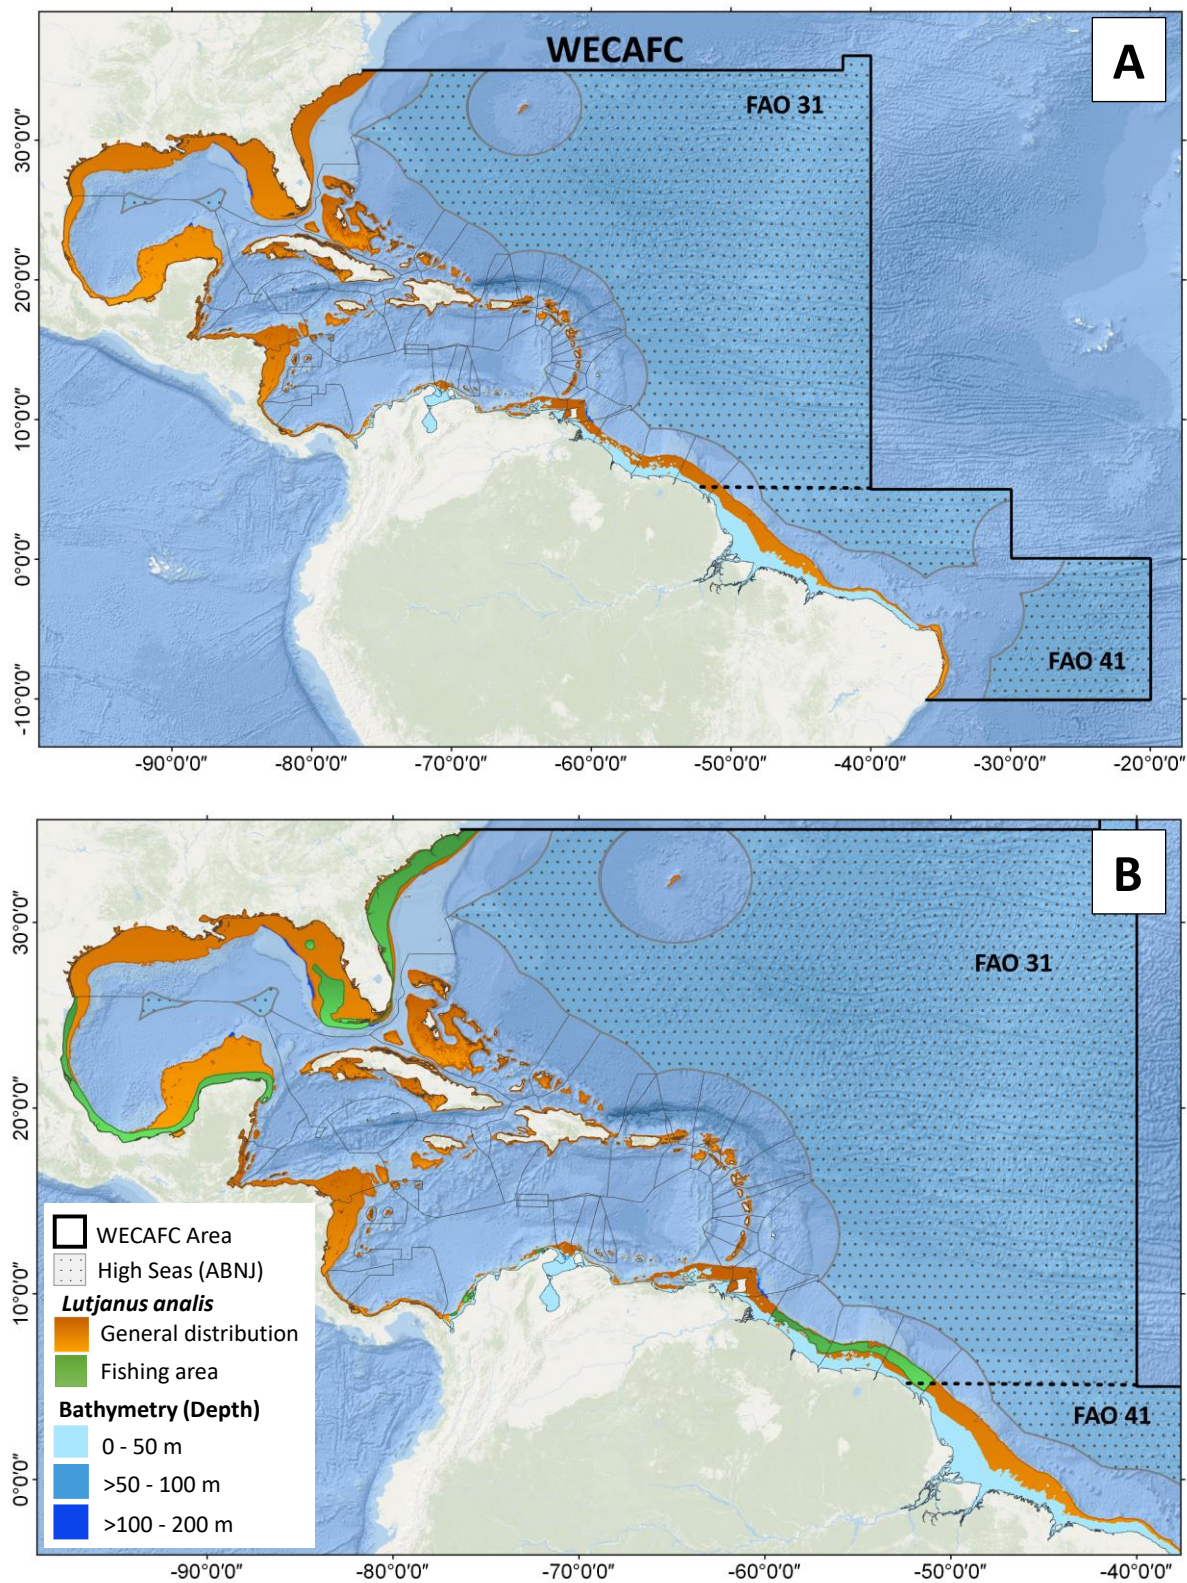 WECAFC
A
FAO 31
30°0'0"
20°0'0"
10°0'0"
0°0'0"
-10°0'0"
FAO 41
-90°0'0"
-80°0'0"
-70°0'0"
-60°0'0"
-50°0'0"
-40°0'0"
-30°0'0"
-20°0'0"
B
FAO 31
30°0'0"
20°0'0"
10°0'0"
0°0'0"
FAO 41
WECAFC Area
High Seas (ABNJ)
Lutjanus analis
General distribution
Fishing area
Bathymetry (Depth)
0 - 50 m
>50 - 100 m
>100 - 200 m
-90°0'0"
-80°0'0"
-70°0'0"
-60°0'0"
-50°0'0"
-40°0'0"